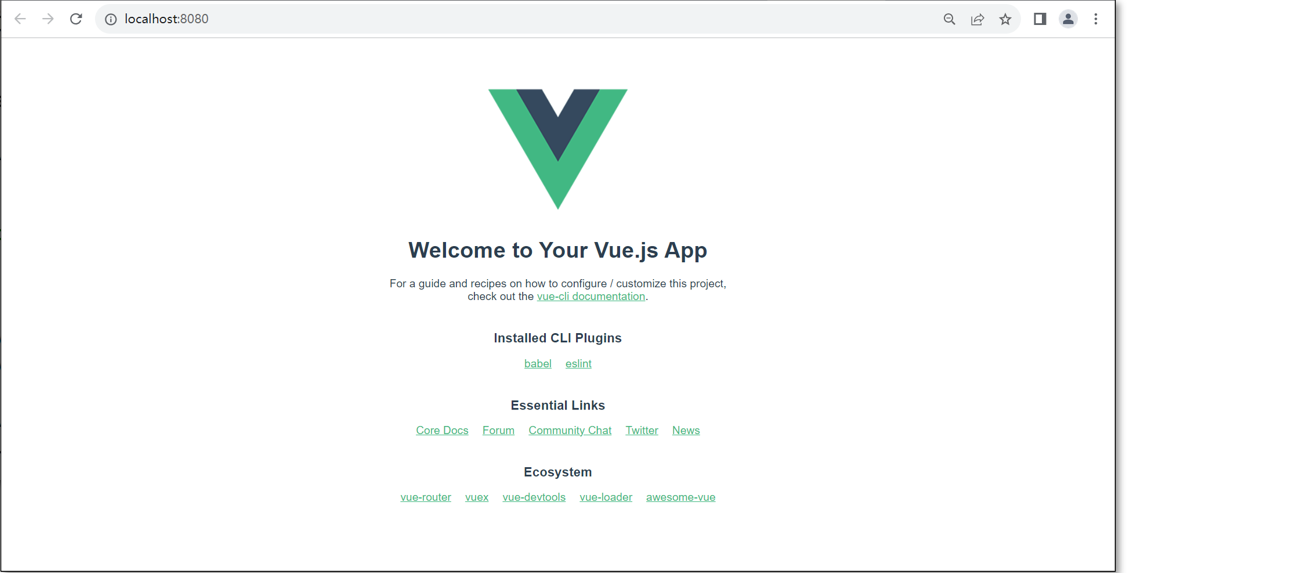 localhost:8080
Welcome to Your Vue.js App
For a guide and recipes on how to configure / customize this project,
check out the vue-cli documentation.
Installed CLI Plugins
babel eslint
Essential Links
Core Docs Forum Community Chat Twitter News
Ecosystem
vue-router vuex vue-devtools vue-loader awesome-vue